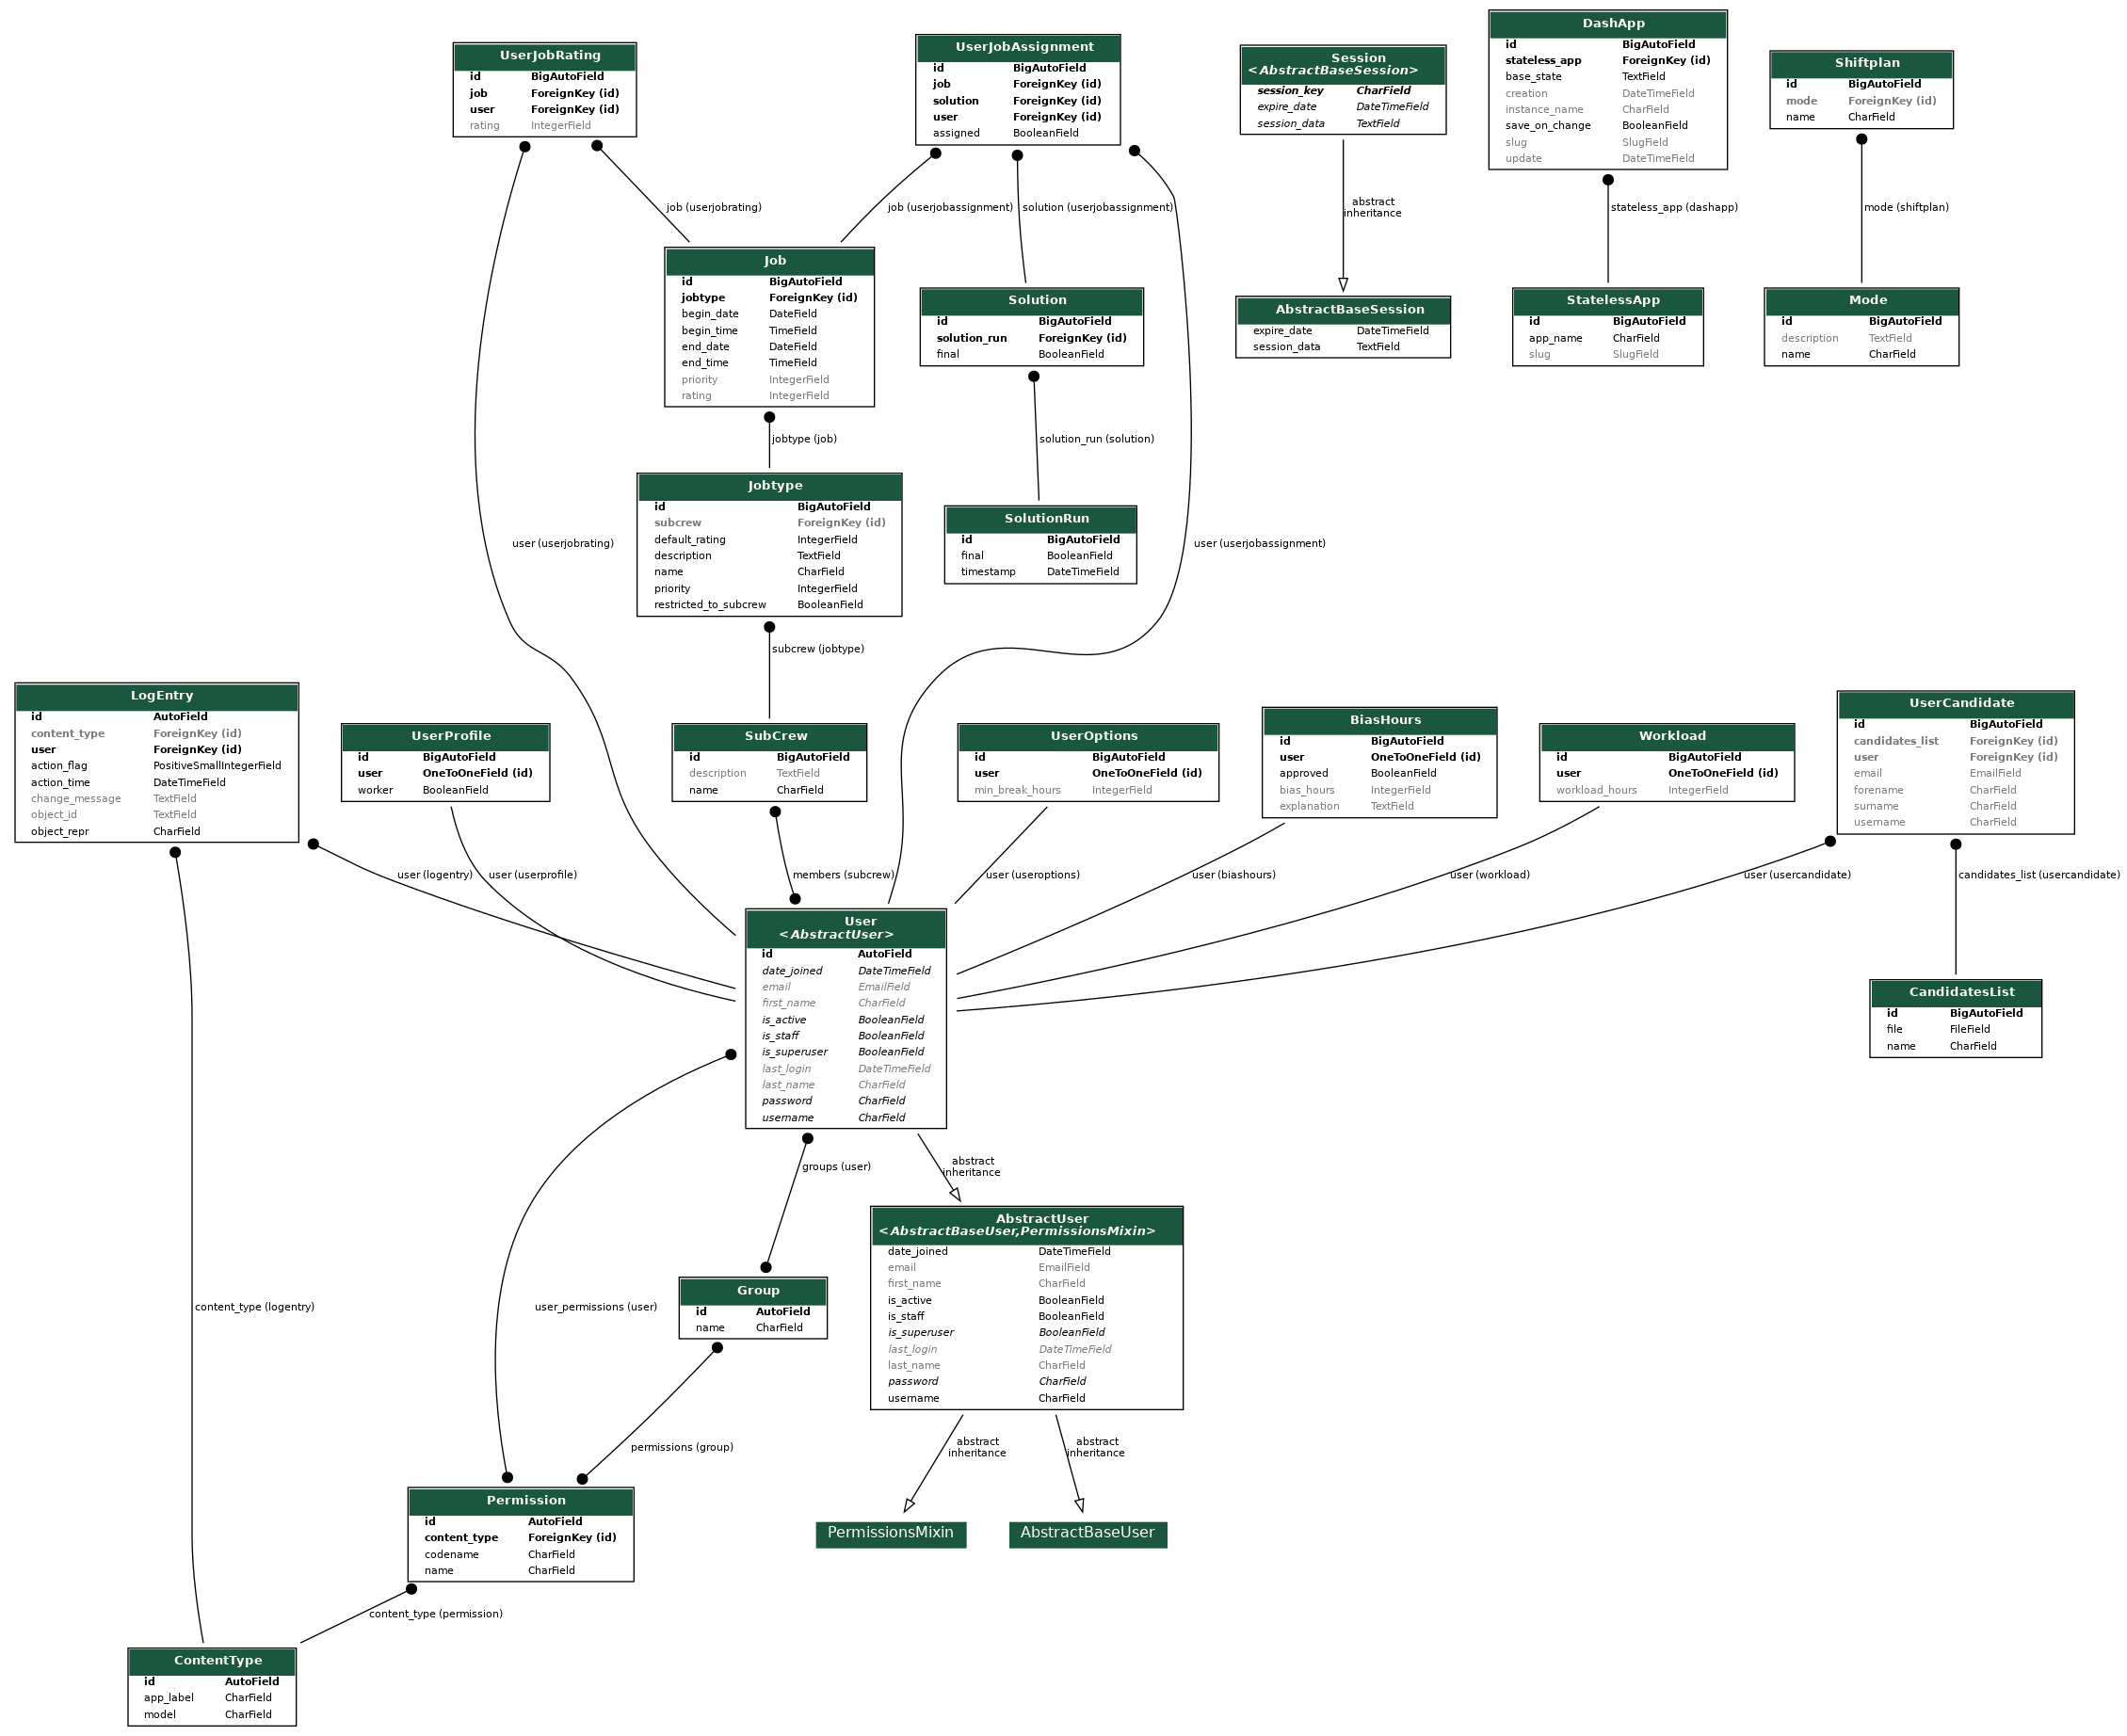 UserJobRating
id BigAutoField
job ForeignKey (id)
user ForeignKey (id)
rating IntegerField
UserJobAssignment
id BigAutoField
job ForeignKey (id)
solution ForeignKey (id)
user ForeignKey (id)
assigned BooleanField
Session
<AbstractBaseSession>
session_key CharField
expire_date DateTimeField
session_data TextField
DashApp
id BigAutoField
stateless_app ForeignKey (id)
base_state TextField
creation DateTimeField
instance_name CharField
save_on_change BooleanField
slug SlugField
update DateTimeField
Shiftplan
id BigAutoField
mode ForeignKey (id)
name CharField
job (userjobrating)
job (userjobassignment)
solution (userjobassignment)
abstract
inheritance
stateless_app (dashapp)
mode (shiftplan)
Job
id BigAutoField
jobtype ForeignKey (id)
begin_date DateField
begin_time TimeField
end_date DateField
end_time TimeField
priority IntegerField
rating IntegerField
Solution
id BigAutoField
solution_run ForeignKey (id)
final BooleanField
AbstractBaseSession
expire_date DateTimeField
session_data TextField
StatelessApp
id BigAutoField
app_name CharField
slug SlugField
Mode
id BigAutoField
description TextField
name CharField
jobtype (job)
solution_run (solution)
Jobtype
id BigAutoField
subcrew ForeignKey (id)
default_rating IntegerField
description TextField
name CharField
priority IntegerField
restricted_to_subcrew BooleanField
SolutionRun
id BigAutoField
final BooleanField
timestamp DateTimeField
user (userjobrating)
user (userjobassignment)
subcrew (jobtype)
LogEntry
id AutoField
content_type ForeignKey (id)
user ForeignKey (id)
action_flag PositiveSmallIntegerField
action_time DateTimeField
change_message TextField
object_id TextField
object_repr CharField
UserProfile
id BigAutoField
user OneToOneField (id)
worker BooleanField
SubCrew
id BigAutoField
description TextField
name CharField
UserOptions
id BigAutoField
user OneToOneField (id)
min_break_hours IntegerField
BiasHours
id BigAutoField
user OneToOneField (id)
approved BooleanField
bias_hours IntegerField
explanation TextField
Workload
id BigAutoField
user OneToOneField (id)
workload_hours IntegerField
UserCandidate
id BigAutoField
candidates_list ForeignKey (id)
user ForeignKey (id)
email EmailField
forename CharField
surname CharField
username CharField
user (logentry)
user (userprofile)
members (subcrew)
user (useroptions)
user (biashours)
user (workload)
user (usercandidate)
candidates_list (usercandidate)
User
<AbstractUser>
id AutoField
date_joined DateTimeField
email EmailField
first_name CharField
is_active BooleanField
is_staff BooleanField
is_superuser BooleanField
last_login DateTimeField
last_name CharField
password CharField
username CharField
CandidatesList
id BigAutoField
file FileField
name CharField
groups (user)
abstract
inheritance
AbstractUser
<AbstractBaseUser,PermissionsMixin>
date_joined DateTimeField
email EmailField
first_name CharField
is_active BooleanField
is_staff BooleanField
is_superuser BooleanField
last_login DateTimeField
last_name CharField
password CharField
username CharField
Group
id AutoField
name CharField
content_type (logentry)
user_permissions (user)
permissions (group)
abstract
inheritance
abstract
inheritance
Permission
id AutoField
content_type ForeignKey (id)
codename CharField
name CharField
PermissionsMixin
AbstractBaseUser
content_type (permission)
ContentType
id AutoField
app_label CharField
model CharField